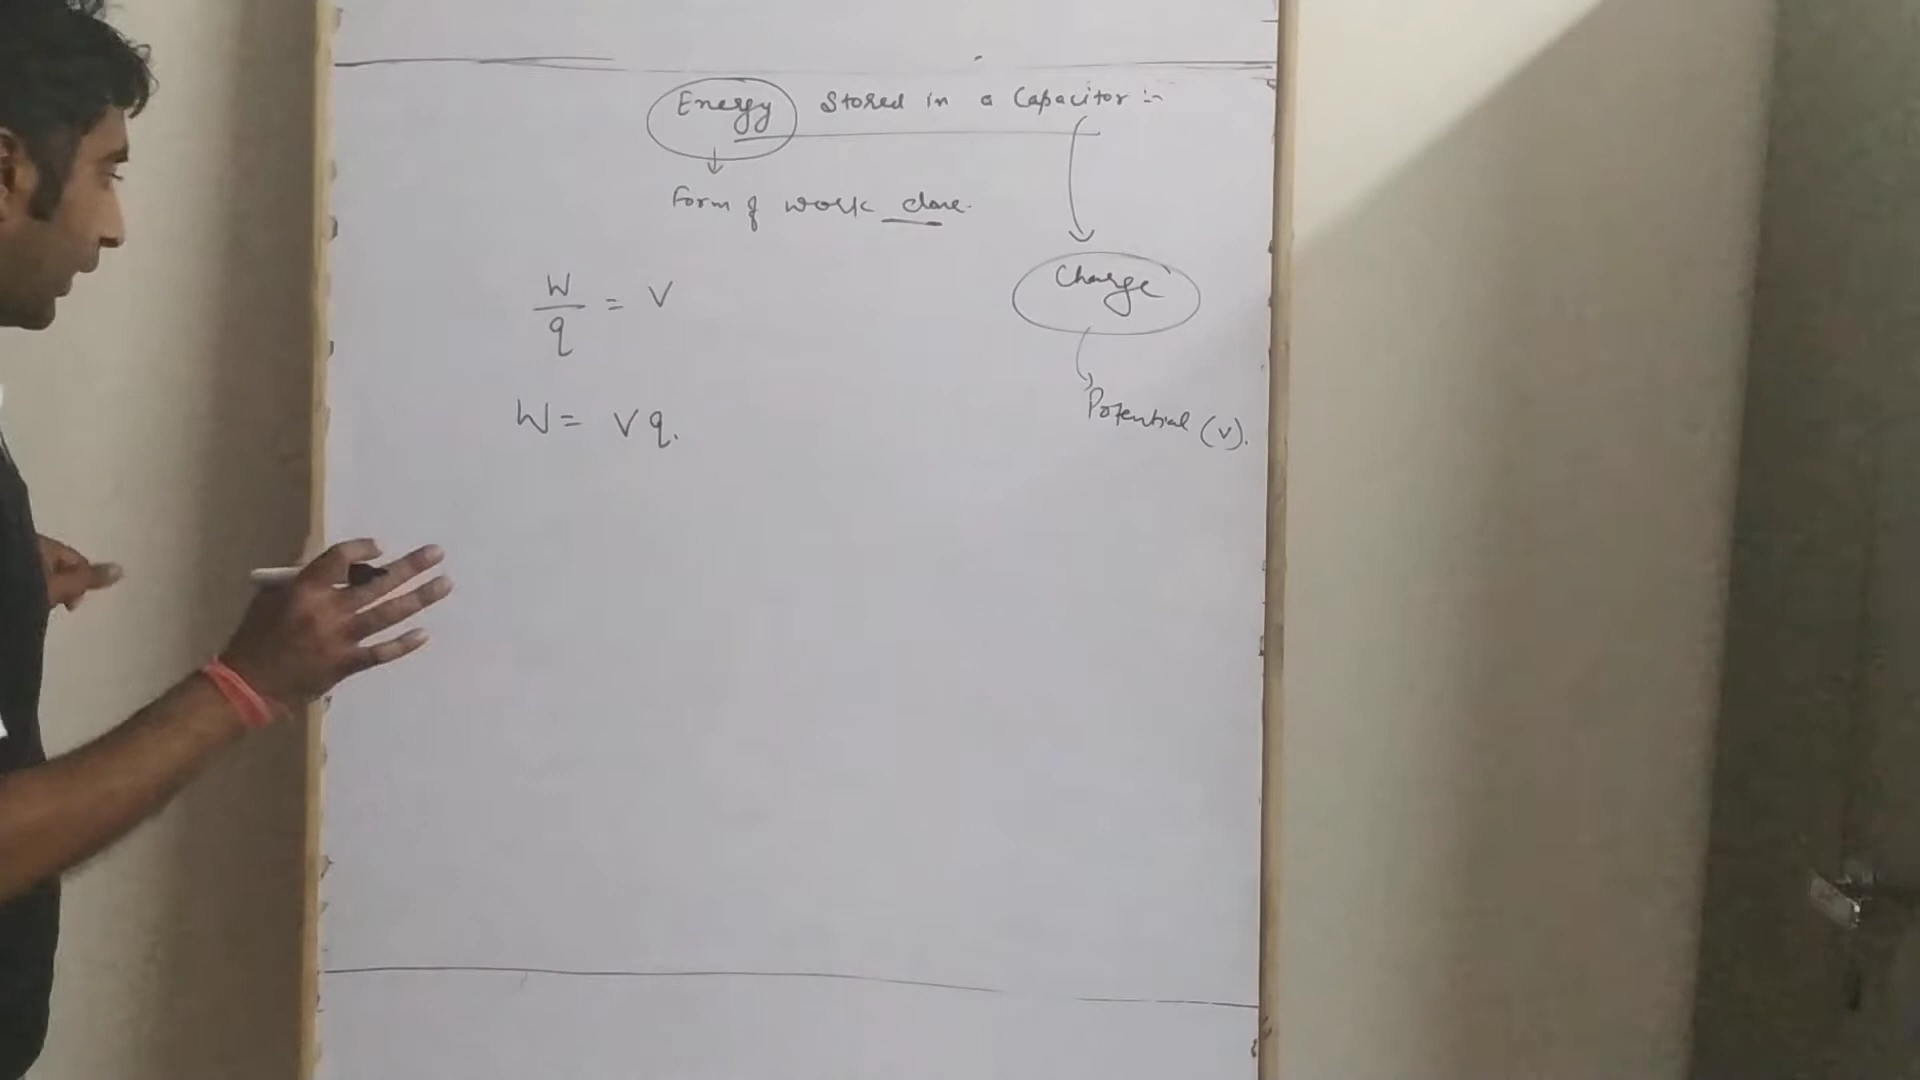 Energy Stored in a Capacitor :-
Form of work done.
W/q = V
Charge
W = Vq.
Potential (V).